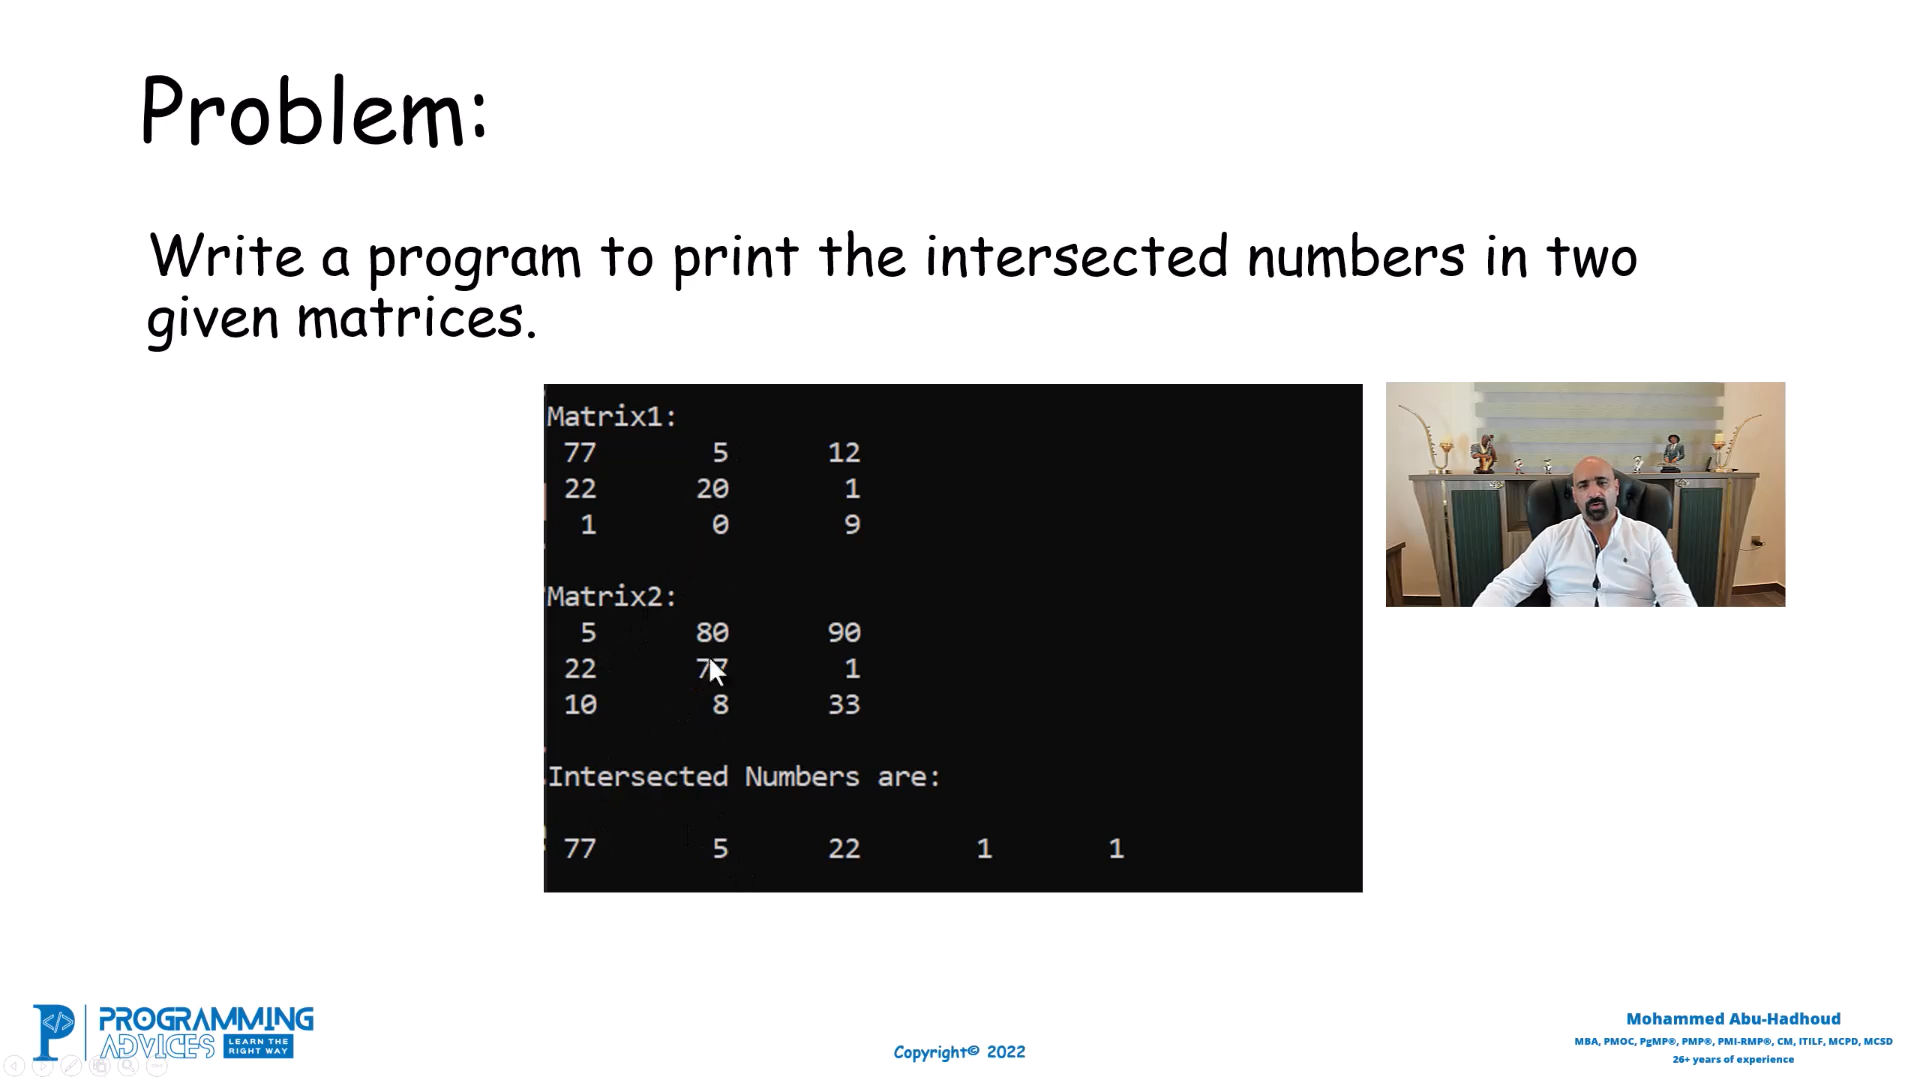 Problem:
Write a program to print the intersected numbers in two
given matrices.
Matrix1:
77 5 12
22 20 1
1 0 9
Matrix2:
5 80 90
22 77 1
10 8 33
Intersected Numbers are:
77 5 22 1 1
PROGRAMMING
ADVICES
LEARN THE
RIGHT WAY
Copyright© 2022
Mohammed Abu-Hadhoud
MBA, PMOC, PgMP®, PMP®, PMI-RMP®, CM, ITILF, MCPD, MCSD
26+ years of experience